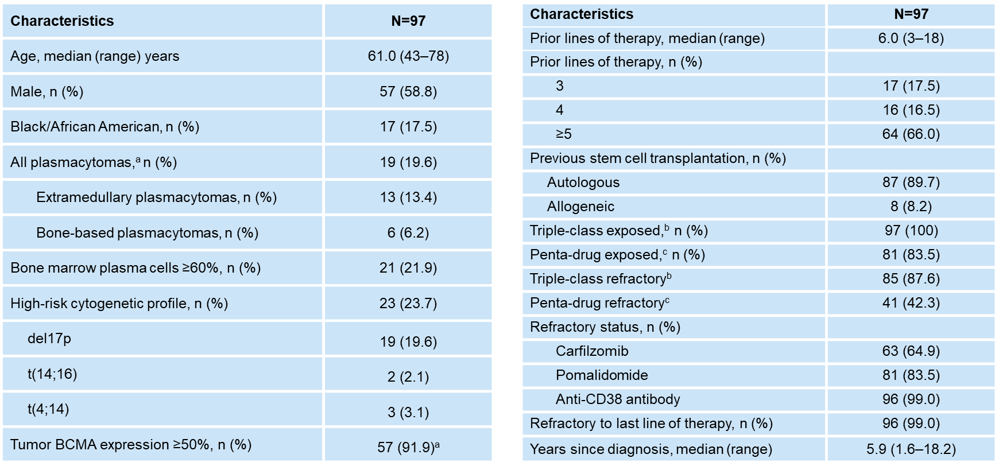 Characteristics N=97
Age, median (range) years 61.0 (43–78)
Male, n (%) 57 (58.8)
Black/African American, n (%) 17 (17.5)
All plasmacytomas,ᵃ n (%) 19 (19.6)
Extramedullary plasmacytomas, n (%) 13 (13.4)
Bone-based plasmacytomas, n (%) 6 (6.2)
Bone marrow plasma cells ≥60%, n (%) 21 (21.9)
High-risk cytogenetic profile, n (%) 23 (23.7)
del17p 19 (19.6)
t(14;16) 2 (2.1)
t(4;14) 3 (3.1)
Tumor BCMA expression ≥50%, n (%) 57 (91.9)ᵃ
Characteristics N=97
Prior lines of therapy, median (range) 6.0 (3–18)
Prior lines of therapy, n (%)
3 17 (17.5)
4 16 (16.5)
≥5 64 (66.0)
Previous stem cell transplantation, n (%)
Autologous 87 (89.7)
Allogeneic 8 (8.2)
Triple-class exposed,ᵇ n (%) 97 (100)
Penta-drug exposed,ᶜ n (%) 81 (83.5)
Triple-class refractoryᵇ 85 (87.6)
Penta-drug refractoryᶜ 41 (42.3)
Refractory status, n (%)
Carfilzomib 63 (64.9)
Pomalidomide 81 (83.5)
Anti-CD38 antibody 96 (99.0)
Refractory to last line of therapy, n (%) 96 (99.0)
Years since diagnosis, median (range) 5.9 (1.6–18.2)